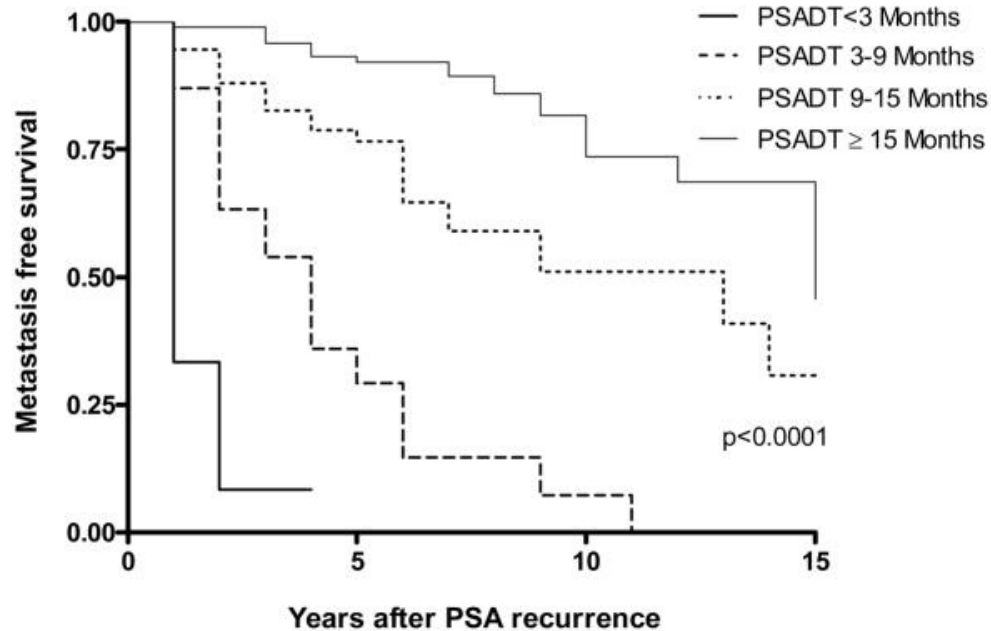 1.00
0.75
0.50
0.25
0.00
Metastasis free survival
PSADT<3 Months
PSADT 3-9 Months
PSADT 9-15 Months
PSADT ≥ 15 Months
p<0.0001
0 5 10 15
Years after PSA recurrence